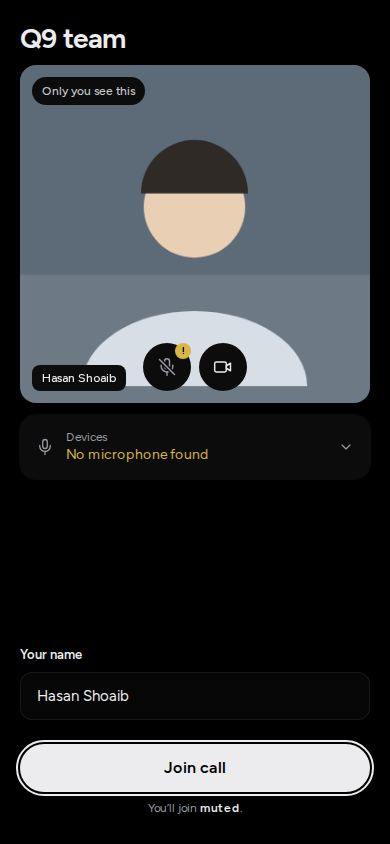 Q9 team
Only you see this
!
Hasan Shoaib
Devices
No microphone found
Your name
Hasan Shoaib
Join call
You'll join muted.